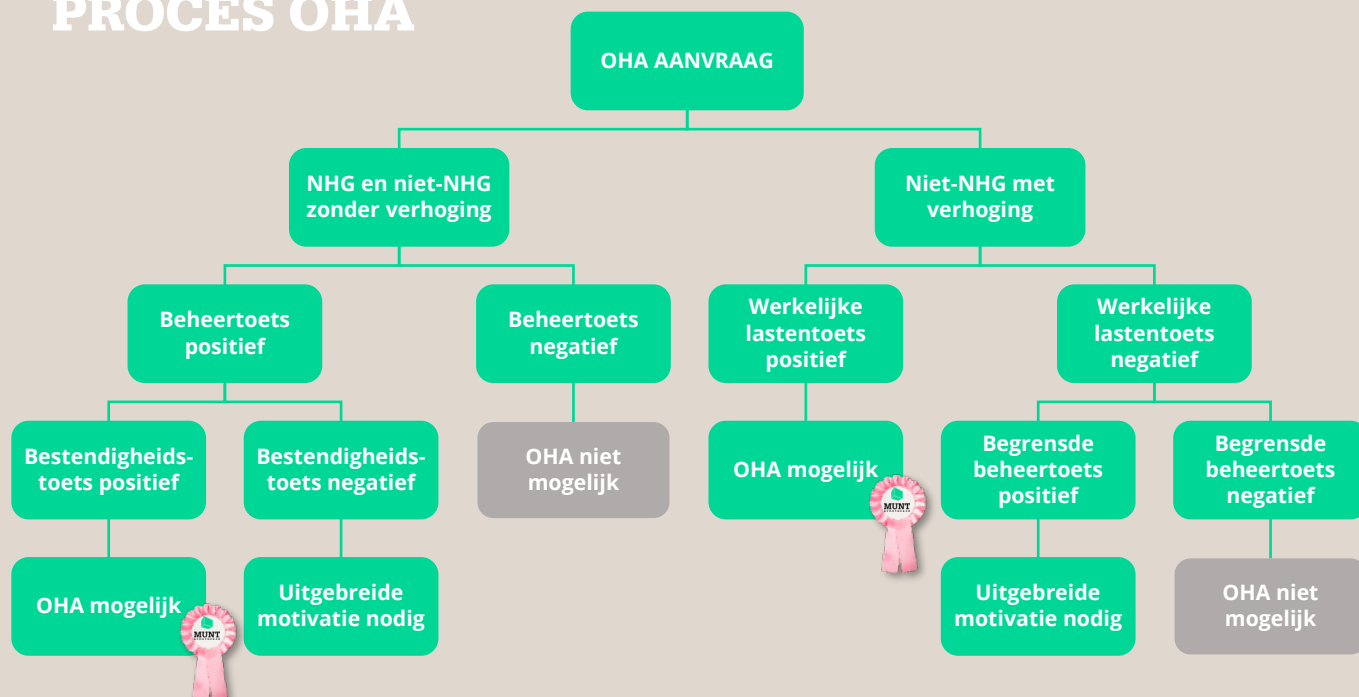 PROCES OHA
OHA AANVRAAG
NHG en niet-NHG
zonder verhoging
Niet-NHG met
verhoging
Beheertoets
positief
Beheertoets
negatief
Werkelijke
lastentoets
positief
Werkelijke
lastentoets
negatief
Bestendigheids-
toets positief
Bestendigheids-
toets negatief
OHA niet
mogelijk
OHA mogelijk
MUNT
Begrensde
beheertoets
positief
Begrensde
beheertoets
negatief
OHA mogelijk
MUNT
Uitgebreide
motivatie nodig
Uitgebreide
motivatie nodig
OHA niet
mogelijk